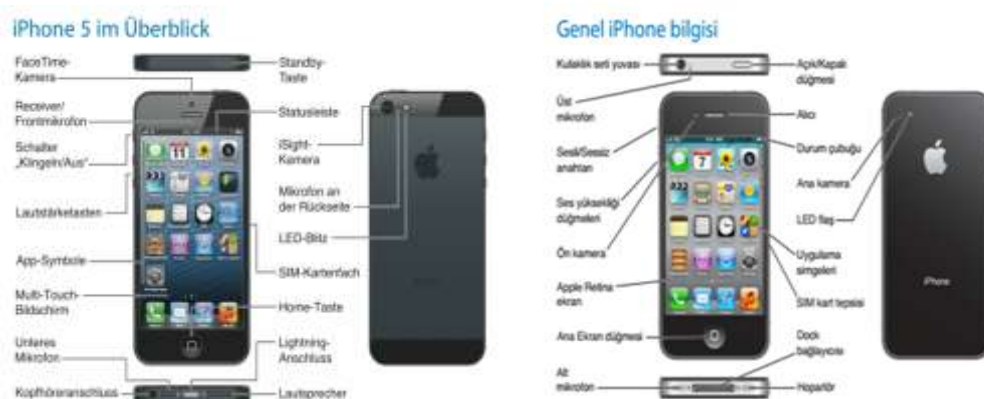 iPhone 5 im Überblick
FaceTime-
Kamera
Receiver/
Frontmikrofon
Schalter
„Klingeln/Aus“
Lautstärketasten
App-Symbole
Multi-Touch-
Bildschirm
Unteres
Mikrofon
Kopfhöreranschluss
Standby-
Taste
Statusleiste
iSight-
Kamera
Mikrofon an
der Rückseite
LED-Blitz
SIM-Kartenfach
Home-Taste
Lightning-
Anschluss
Lautsprecher
11
Genel iPhone bilgisi
Kulaklık seti yuvası
Üst
mikrofon
Sesli/Sessiz
anahtarı
Ses yüksekliği
düğmeleri
Ön kamera
Apple Retina
ekran
Ana Ekran düğmesi
Alt
mikrofon
Açık/Kapalı
düğmesi
Alıcı
Durum çubuğu
Ana kamera
LED flaş
Uygulama
simgeleri
SIM kart tepsisi
Dock
bağlayıcısı
Hoparlör
7
iPhone